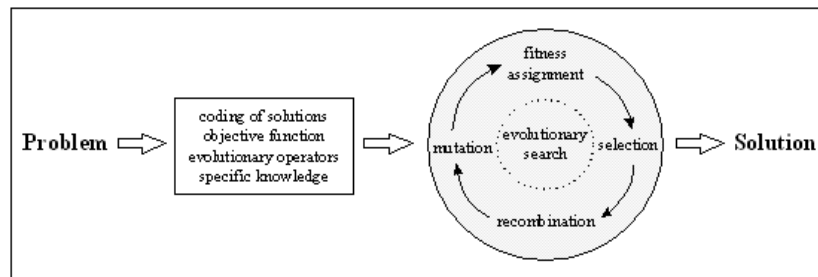 Problem
coding of solutions
objective function
evolutionary operators
specific knowledge
fitness
assignment
mutation
evolutionary
search
selection
recombination
Solution